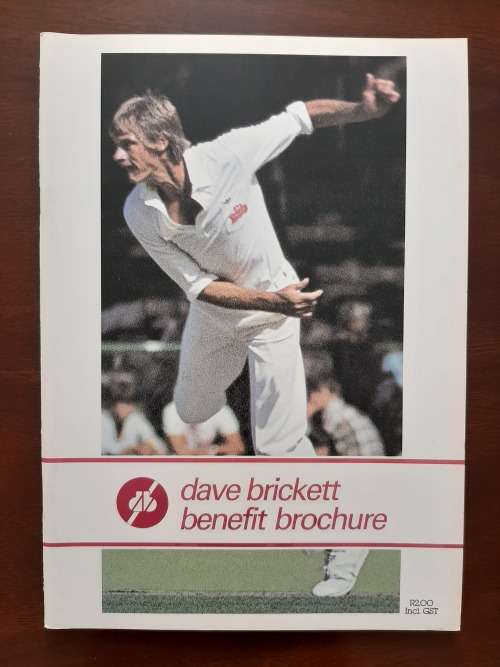 dave brickett
benefit brochure
R2.00
Incl. GST